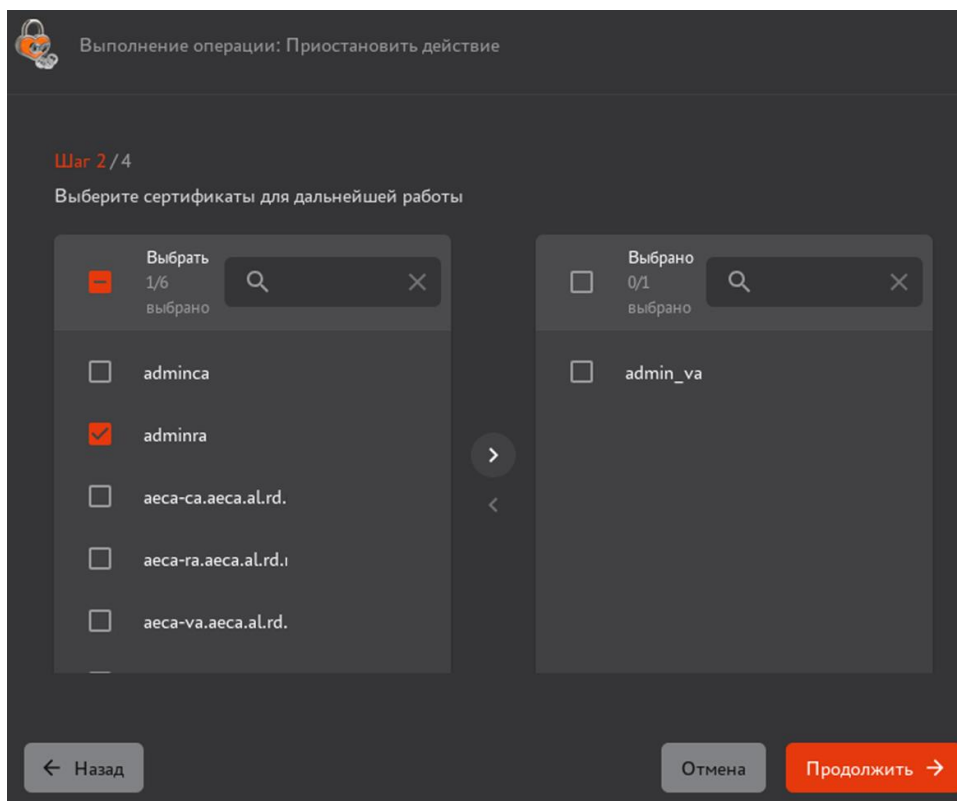 Выполнение операции: Приостановить действие
Шаг 2 / 4
Выберите сертификаты для дальнейшей работы
Выбрать
1/6
выбрано
adminca
adminra
aeca-ca.aeca.al.rd.
aeca-ra.aeca.al.rd.
aeca-va.aeca.al.rd.
Выбрано
0/1
выбрано
admin_va
Назад
Отмена
Продолжить